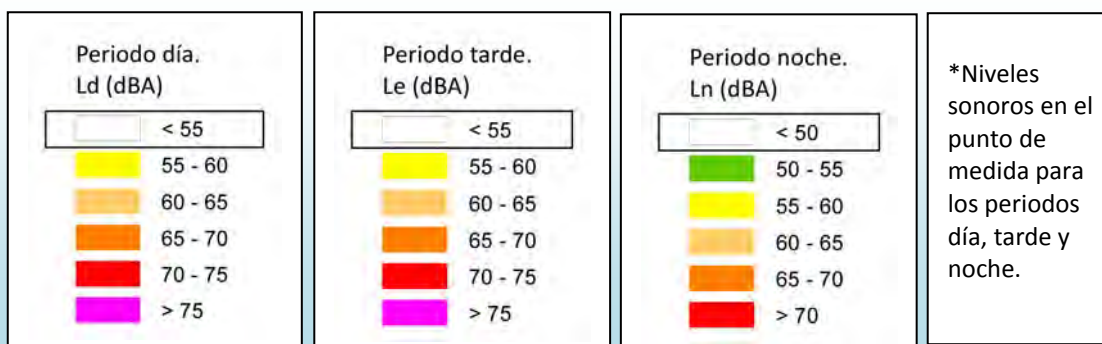 Periodo día.
Ld (dBA)
< 55
55 - 60
60 - 65
65 - 70
70 - 75
> 75
Periodo tarde.
Le (dBA)
< 55
55 - 60
60 - 65
65 - 70
70 - 75
> 75
Periodo noche.
Ln (dBA)
< 50
50 - 55
55 - 60
60 - 65
65 - 70
> 70
*Niveles
sonoros en el
punto de
medida para
los periodos
día, tarde y
noche.